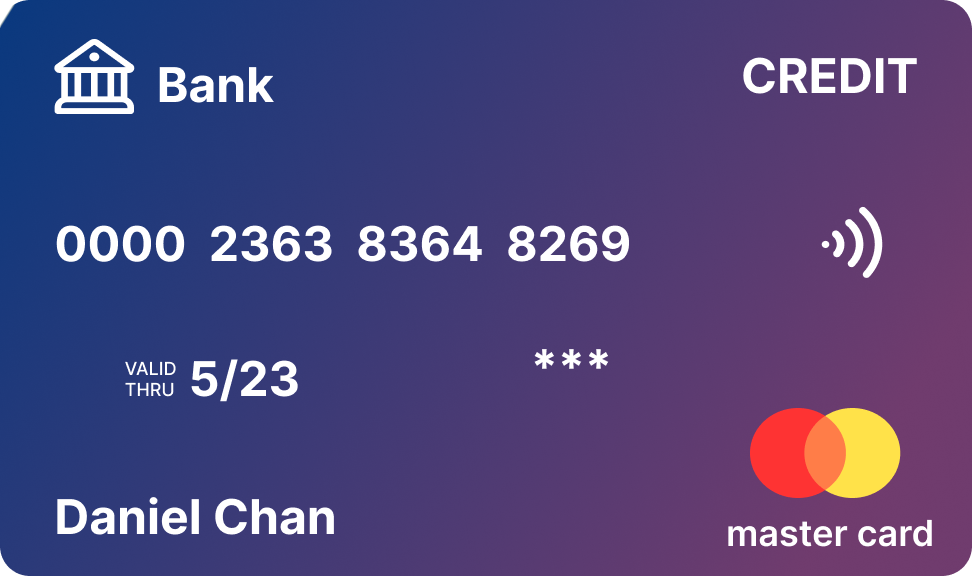 Bank
CREDIT
0000 2363 8364 8269
VALID
THRU 5/23
***
Daniel Chan
master card